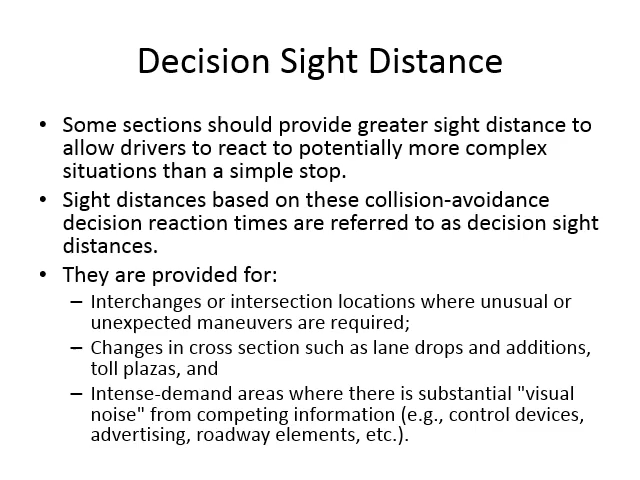 Decision Sight Distance
• Some sections should provide greater sight distance to
allow drivers to react to potentially more complex
situations than a simple stop.
• Sight distances based on these collision-avoidance
decision reaction times are referred to as decision sight
distances.
• They are provided for:
– Interchanges or intersection locations where unusual or
unexpected maneuvers are required;
– Changes in cross section such as lane drops and additions,
toll plazas, and
– Intense-demand areas where there is substantial "visual
noise" from competing information (e.g., control devices,
advertising, roadway elements, etc.).